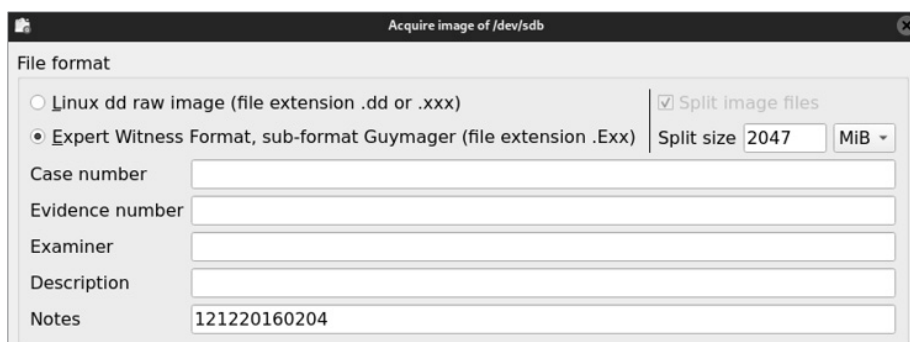 Acquire image of /dev/sdb
File format
Linux dd raw image (file extension .dd or .xxx)
Split image files
Expert Witness Format, sub-format Guymager (file extension .Exx)
Split size 2047 MiB
Case number
Evidence number
Examiner
Description
Notes 121220160204